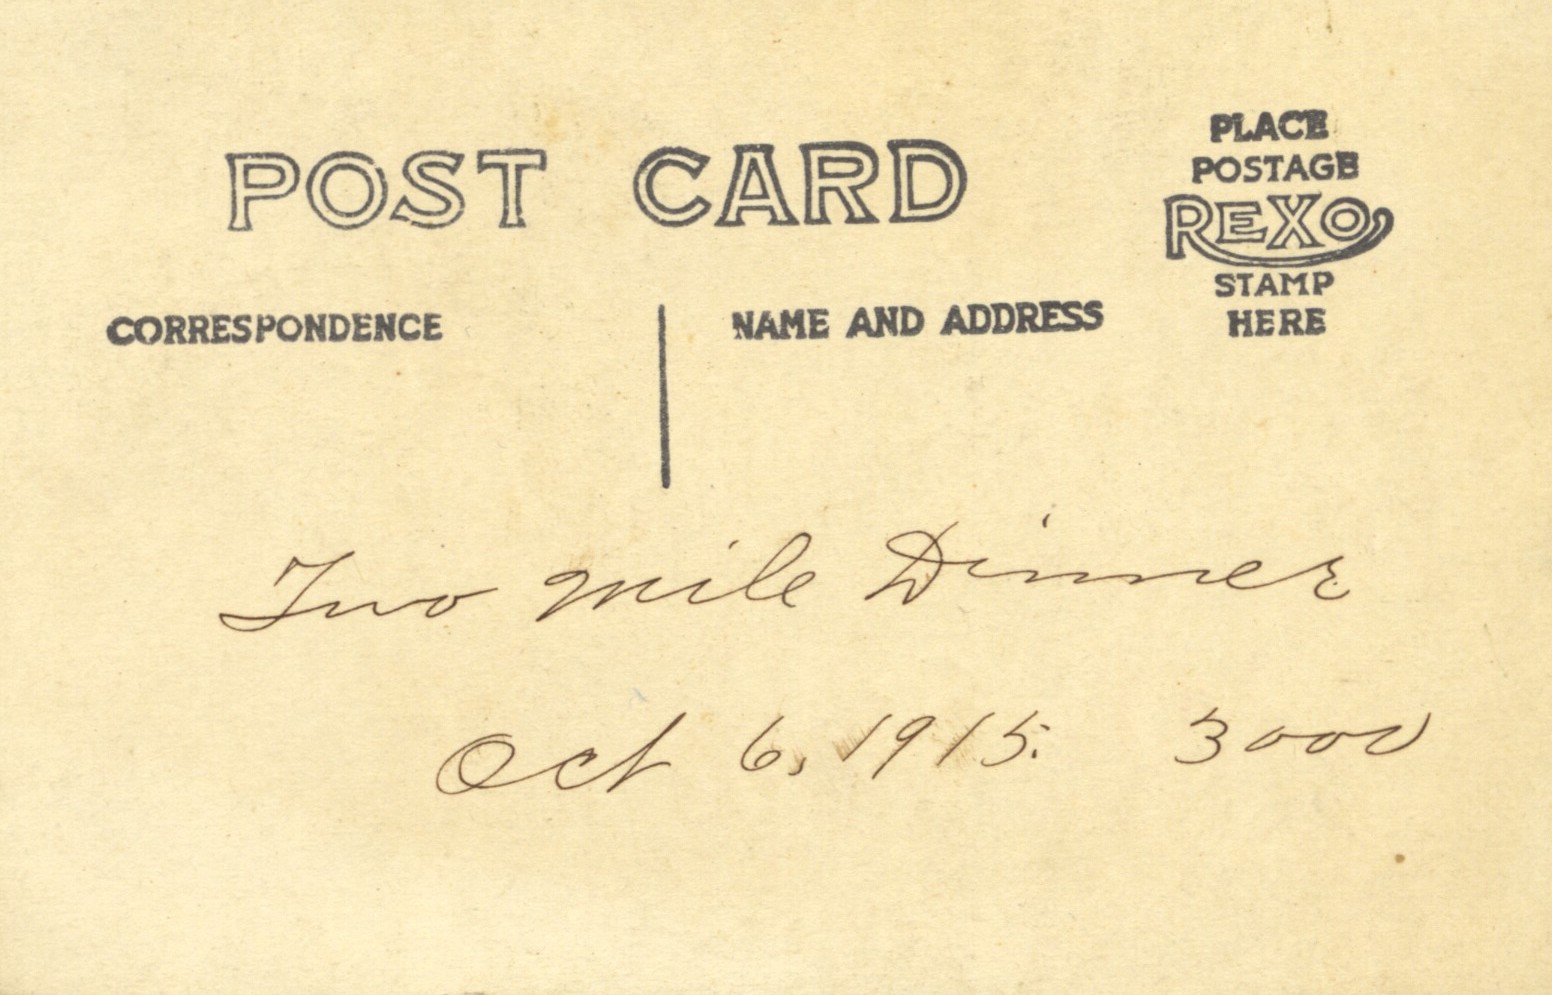 POST CARD
PLACE
POSTAGE
REXO
STAMP
HERE
CORRESPONDENCE
NAME AND ADDRESS
Two Mile Dinner
Oct 6, 1915. 3000